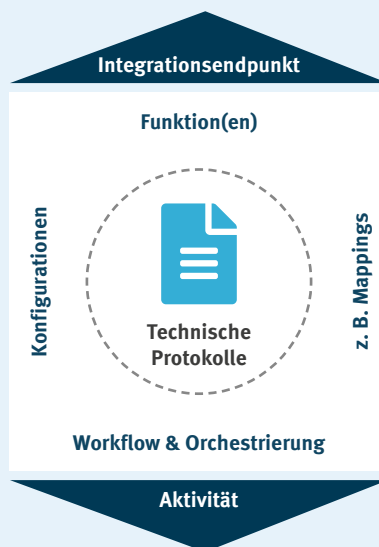 Integrationsendpunkt
Funktion(en)
Konfigurationen
z. B. Mappings
Technische
Protokolle
Workflow & Orchestrierung
Aktivität